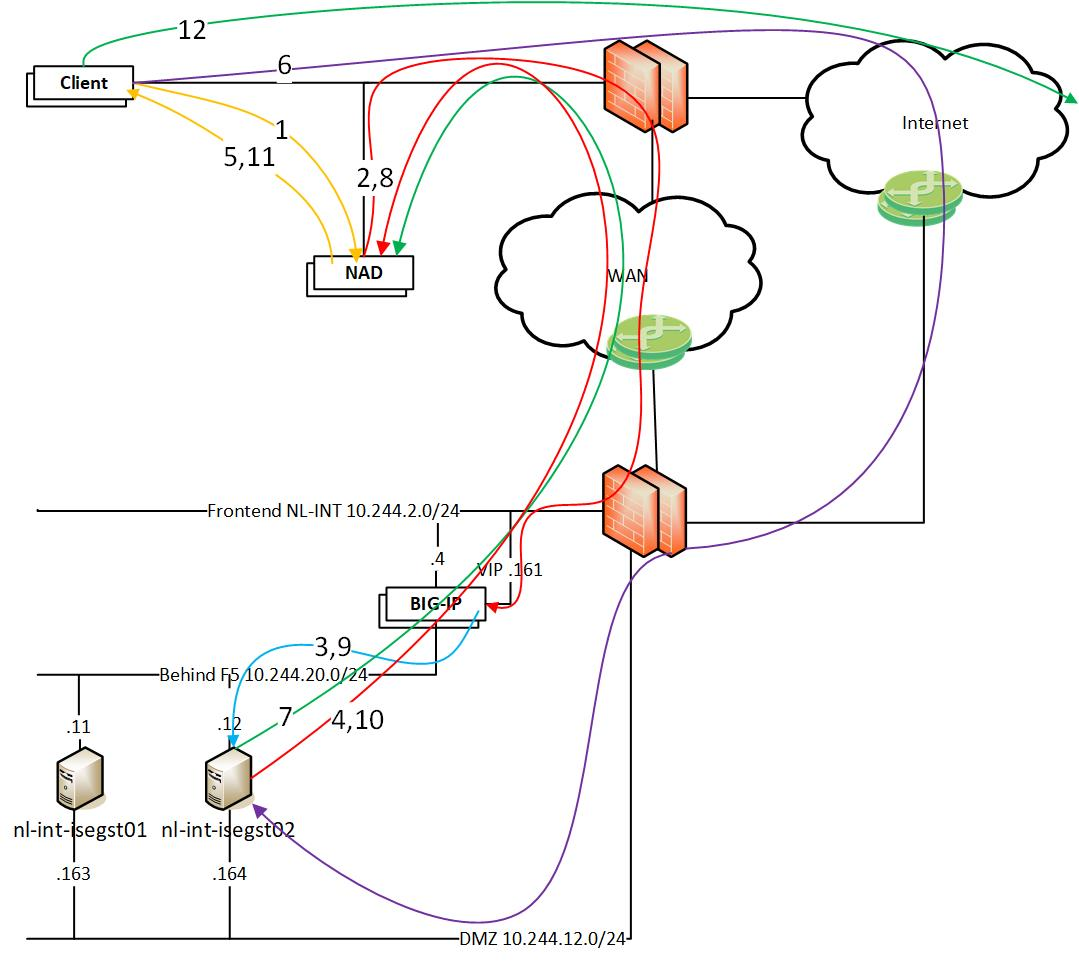 12
6
Client
1
5,11
2,8
Internet
NAD
WAN
Frontend NL-INT 10.244.2.0/24
.4
VIP .161
BIG-IP
3,9
Behind F5 10.244.20.0/24
7
4,10
.11
.12
nl-int-isegst01
nl-int-isegst02
.163
.164
DMZ 10.244.12.0/24